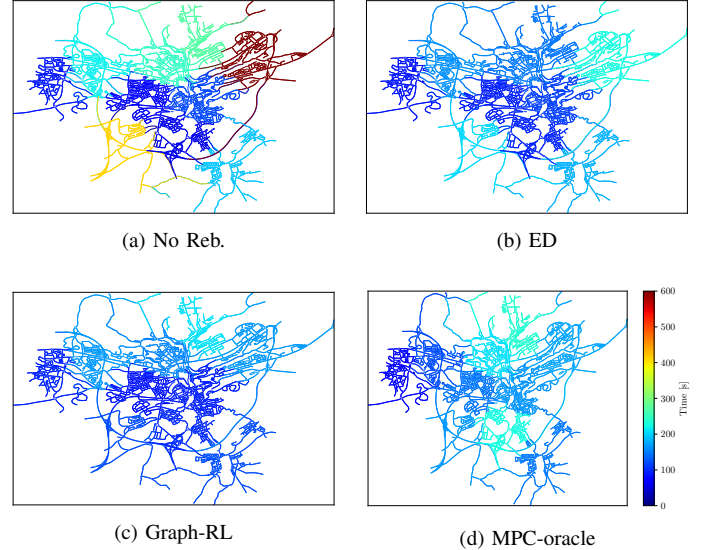 (a) No Reb.
(b) ED
600
500
400
300
200
100
0
Time [s]
(c) Graph-RL
(d) MPC-oracle